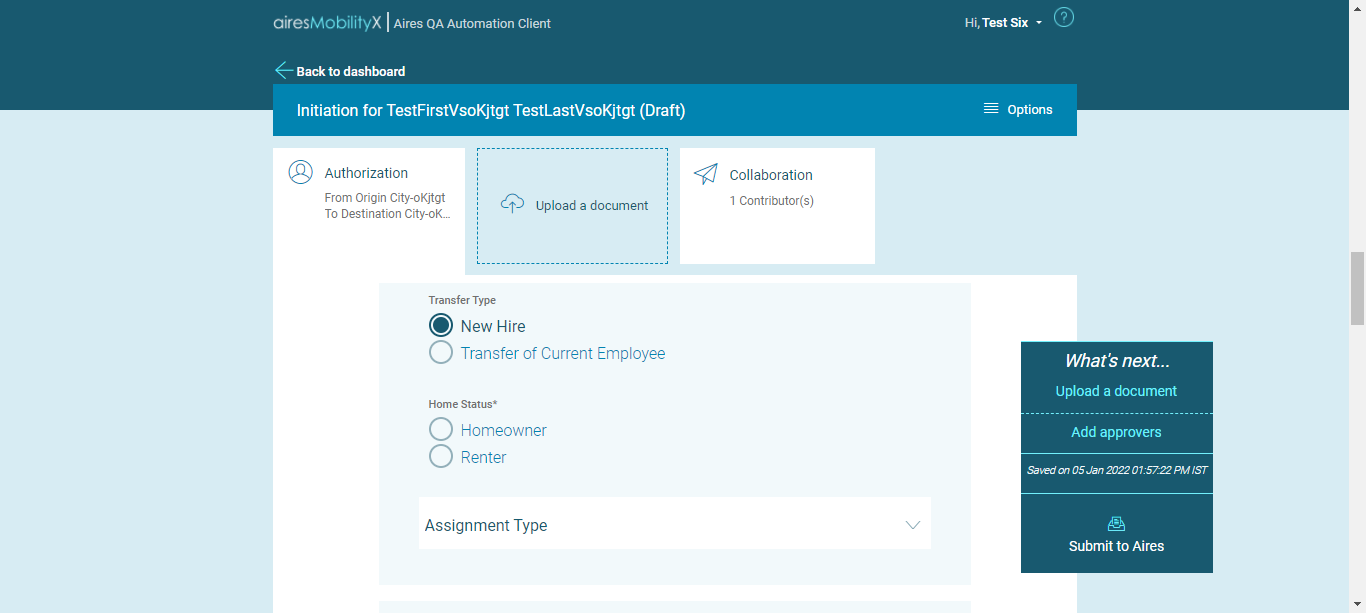 airesMobilityX | Aires QA Automation Client
Hi, Test Six
?
Back to dashboard
Initiation for TestFirstVsoKjtgt TestLastVsoKjtgt (Draft)
Options
Authorization
From Origin City-oKjtgt
To Destination City-oK...
Upload a document
Collaboration
1 Contributor(s)
Transfer Type
New Hire
Transfer of Current Employee
Home Status*
Homeowner
Renter
Assignment Type
What's next...
Upload a document
Add approvers
Saved on 05 Jan 2022 01:57:22 PM IST
Submit to Aires